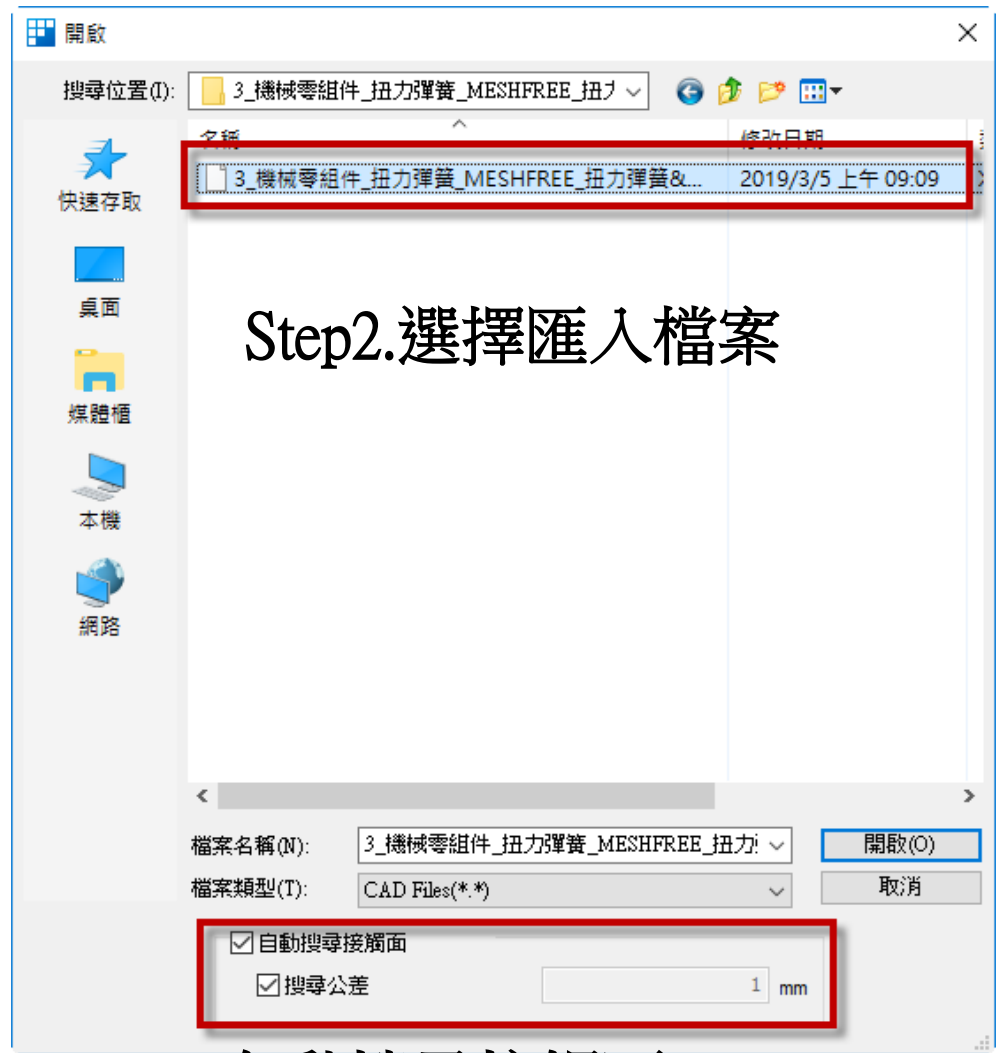 開啟
搜尋位置(I): 3_機械零組件_扭力彈簧_MESHFREE_扭力
名稱 修改日期
3_機械零組件_扭力彈簧_MESHFREE_扭力彈簧&... 2019/3/5 上午 09:09
快速存取
桌面
Step2.選擇匯入檔案
媒體櫃
本機
網路
檔案名稱(N): 3_機械零組件_扭力彈簧_MESHFREE_扭力 開啟(O)
檔案類型(T): CAD Files(*.*) 取消
自動搜尋接觸面
搜尋公差 1 mm